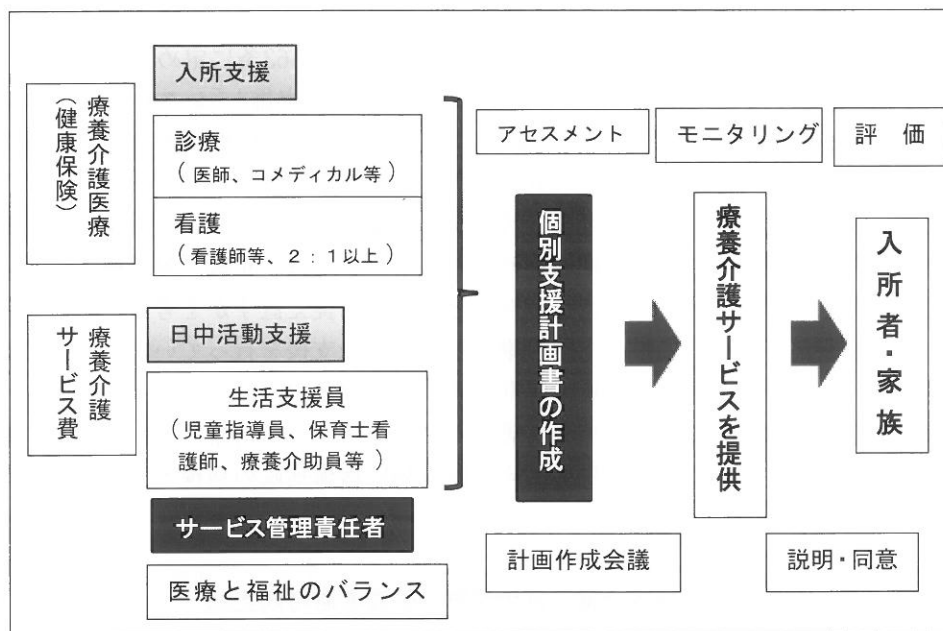 療養介護医療
（健康保険）
入所支援
診療
（医師、コメディカル等）
看護
（看護師等、２：１以上）
療養介護
サービス費
日中活動支援
生活支援員
（児童指導員、保育士看
護師、療養介助員等）
サービス管理責任者
医療と福祉のバランス
アセスメント
モニタリング
評価
個別支援計画書の作成
療養介護サービスを提供
入所者・家族
計画作成会議
説明・同意